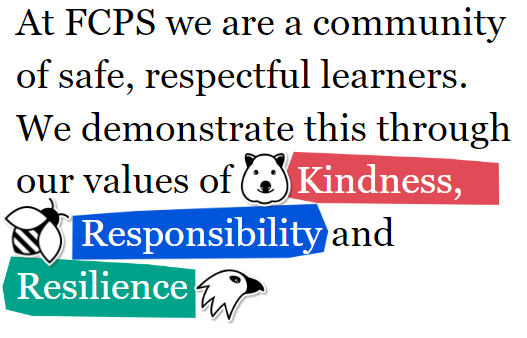 At FCPS we are a community
of safe, respectful learners.
We demonstrate this through
our values of Kindness,
Responsibility and
Resilience